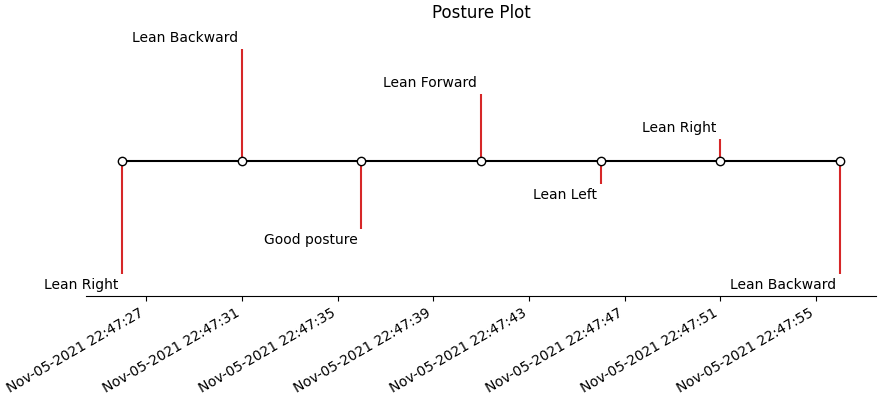 Posture Plot
Lean Backward
Lean Forward
Lean Right
Lean Left
Good posture
Lean Right
Lean Backward
Nov-05-2021 22:47:27
Nov-05-2021 22:47:31
Nov-05-2021 22:47:35
Nov-05-2021 22:47:39
Nov-05-2021 22:47:43
Nov-05-2021 22:47:47
Nov-05-2021 22:47:51
Nov-05-2021 22:47:55